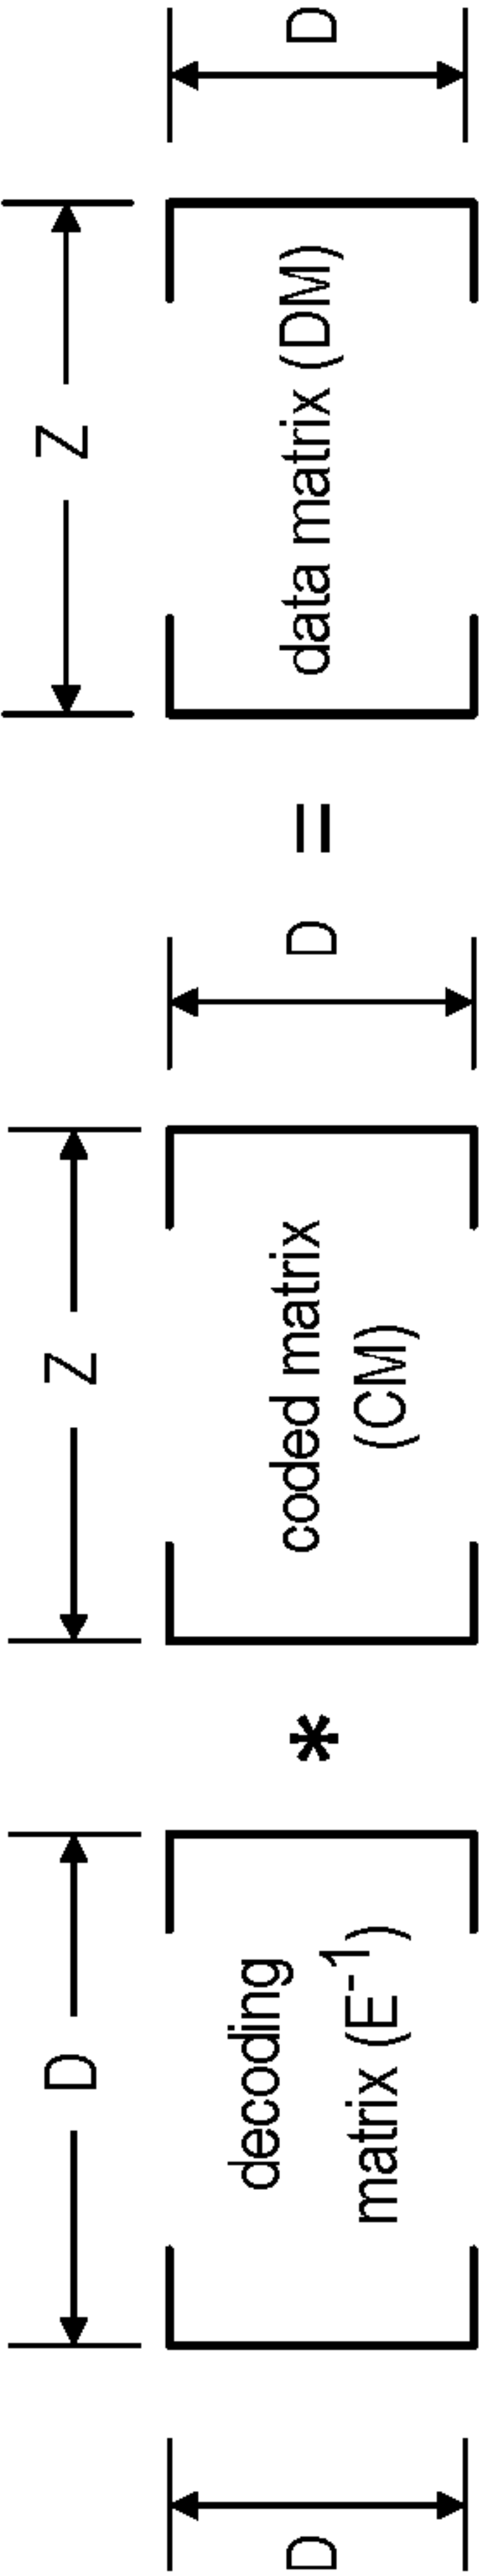 D
D
decoding
matrix (E⁻¹)
*
Z
coded matrix
(CM)
D
=
Z
data matrix (DM)
D